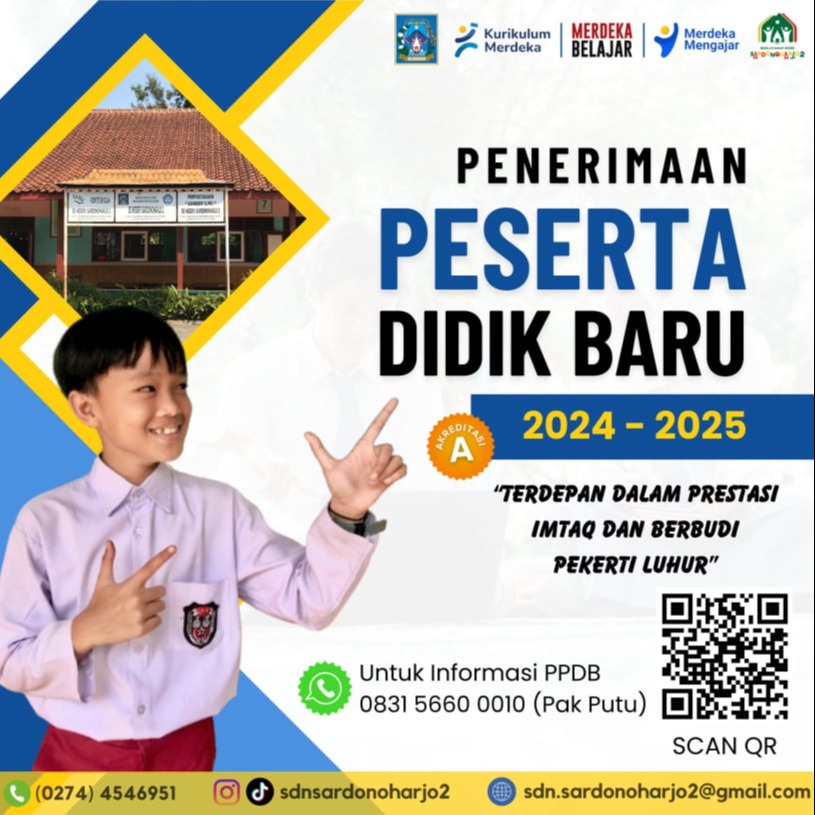 Kurikulum
Merdeka
MERDEKA
BELAJAR
Merdeka
Mengajar
SARDONOHARJO2
PENERIMAAN
PESERTA
DIDIK BARU
2024 - 2025
AKREDITASI
A
“TERDEPAN DALAM PRESTASI
IMTAQ DAN BERBUDI
PEKERTI LUHUR”
Untuk Informasi PPDB
0831 5660 0010 (Pak Putu)
SCAN QR
(0274) 4546951
sdnsardonoharjo2
sdn.sardonoharjo2@gmail.com